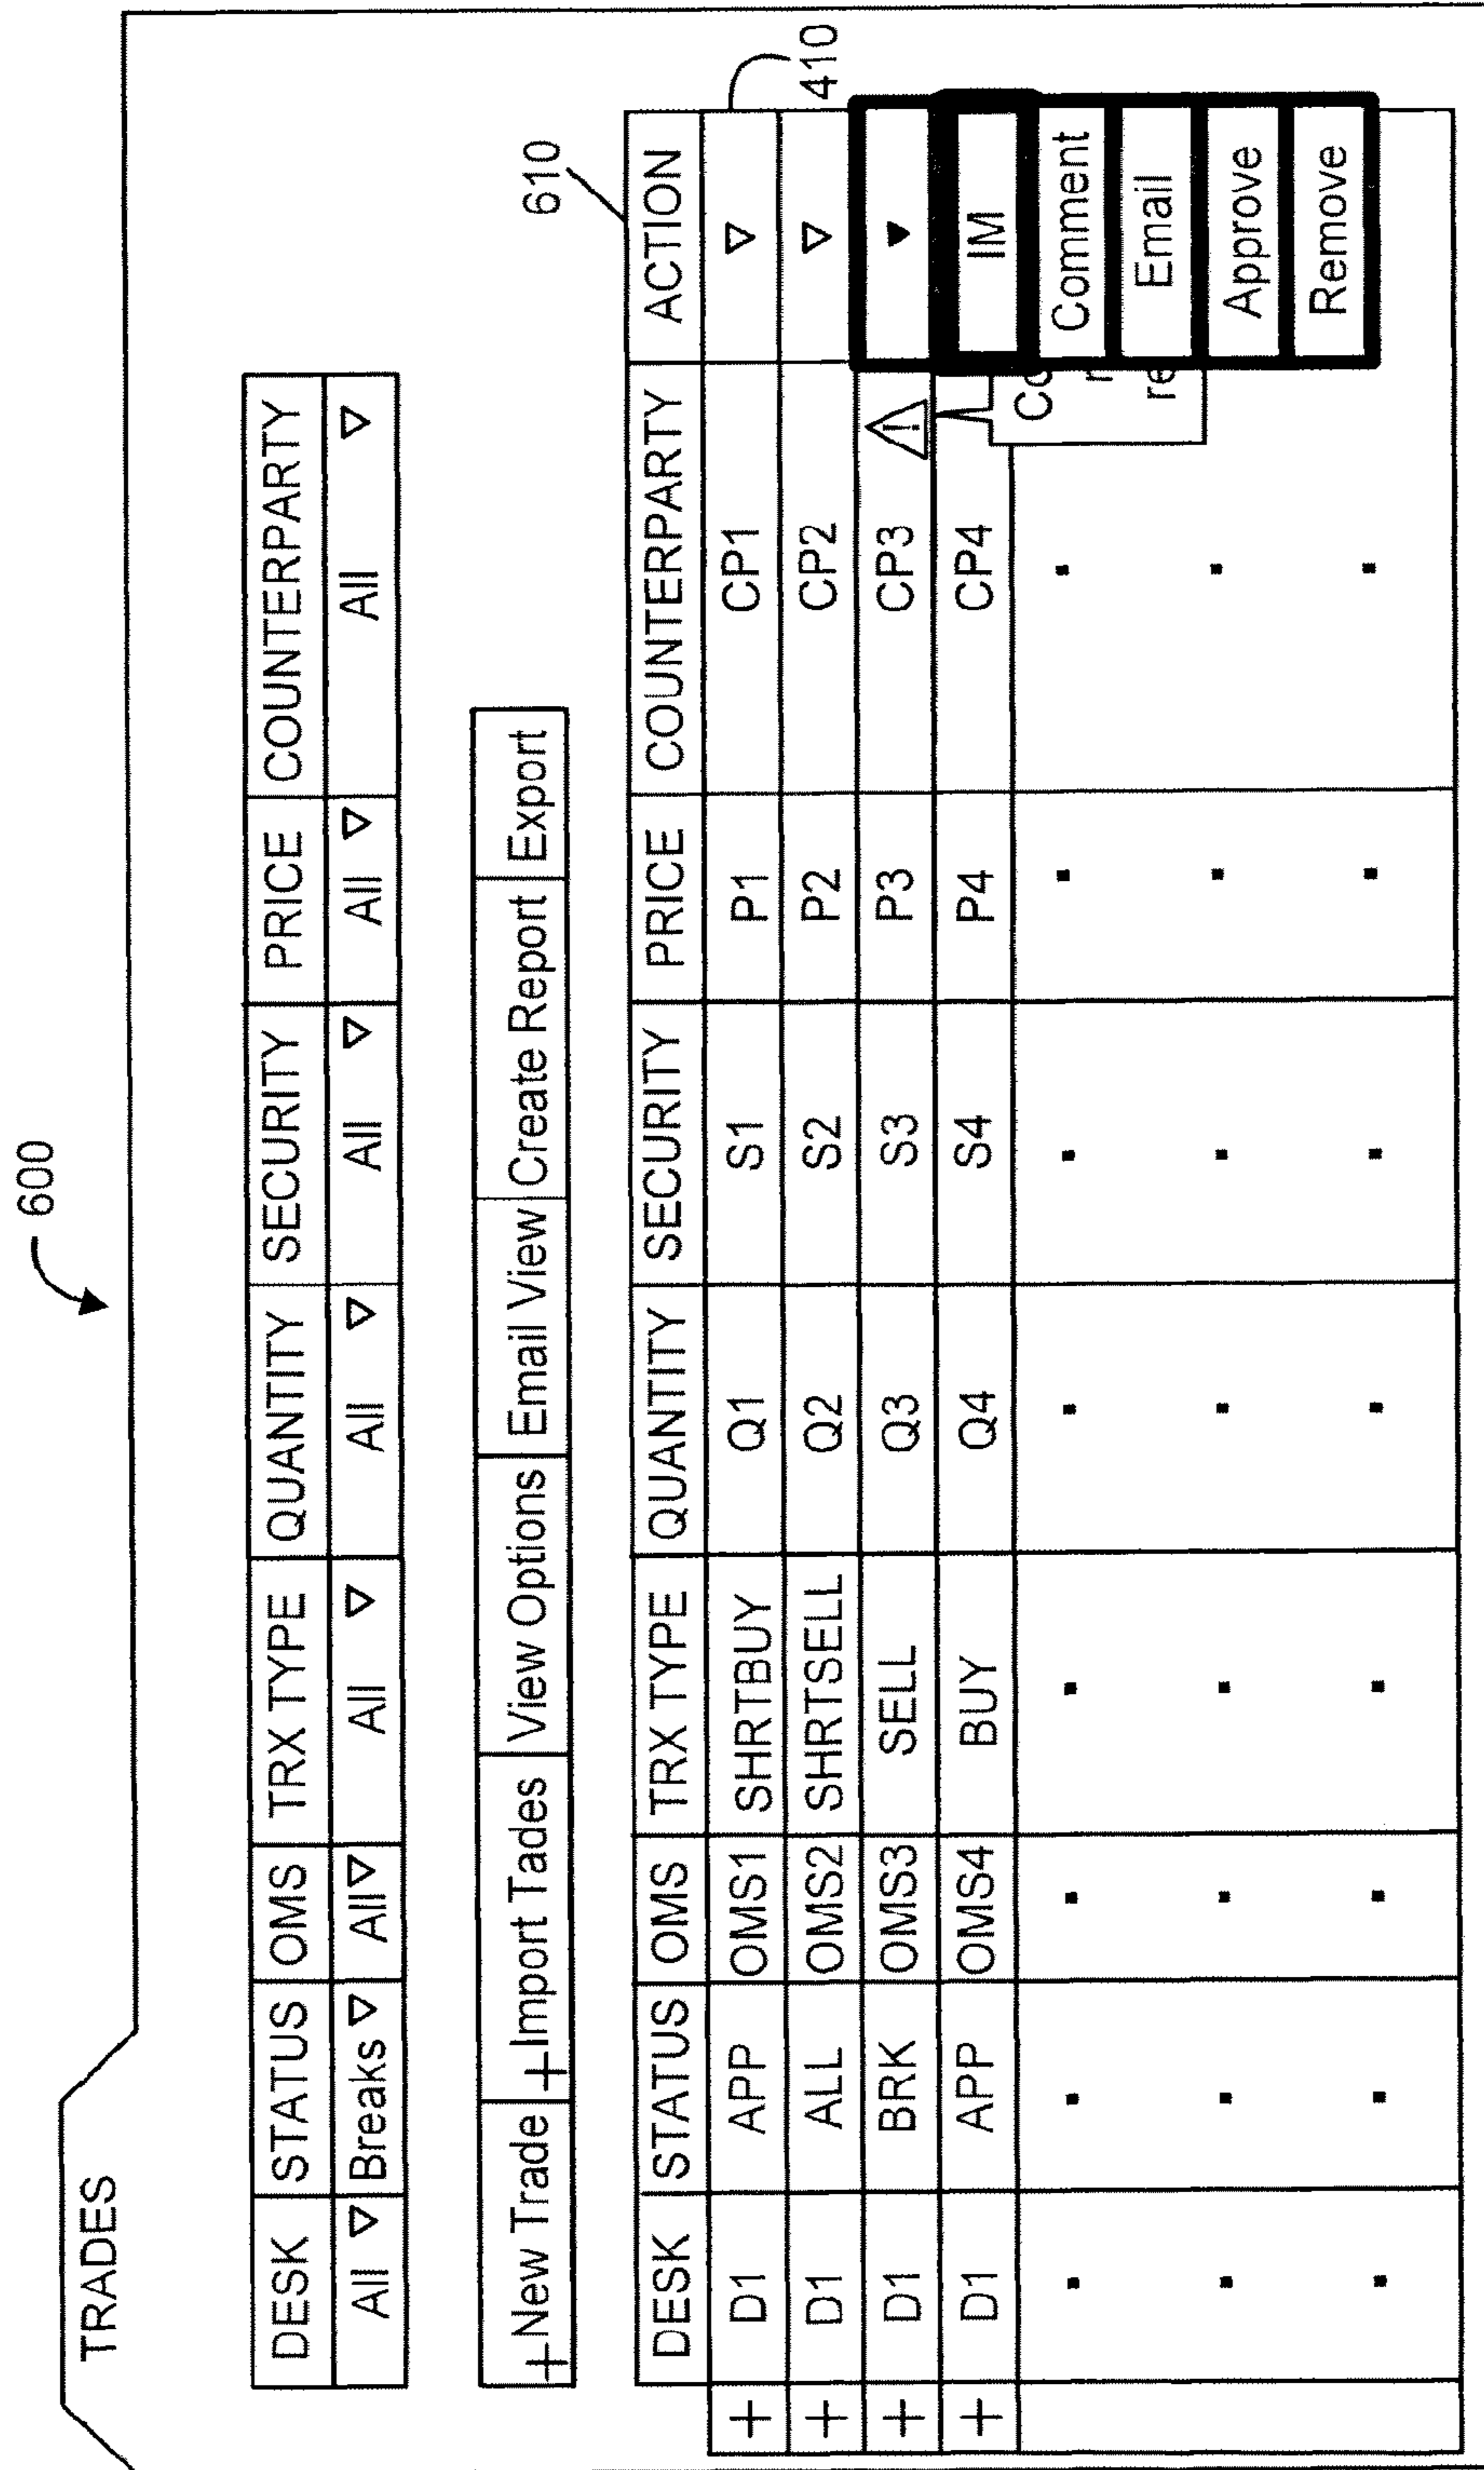 600
TRADES
DESK STATUS OMS TRX TYPE QUANTITY SECURITY PRICE COUNTERPARTY
All Breaks All All All All All All
+New Trade +Import Tades View Options Email View Create Report Export
610
DESK STATUS OMS TRX TYPE QUANTITY SECURITY PRICE COUNTERPARTY ACTION
410
+ D1 APP OMS1 SHRTBUY Q1 S1 P1 CP1
+ D1 ALL OMS2 SHRTSELL Q2 S2 P2 CP2
+ D1 BRK OMS3 SELL Q3 S3 P3 CP3 !
+ D1 APP OMS4 BUY Q4 S4 P4 CP4 IM
Comment
Email
Approve
Remove